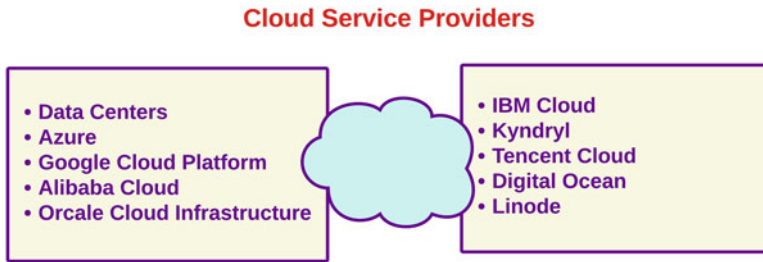 Cloud Service Providers
• Data Centers
• Azure
• Google Cloud Platform
• Alibaba Cloud
• Orcale Cloud Infrastructure
• IBM Cloud
• Kyndryl
• Tencent Cloud
• Digital Ocean
• Linode